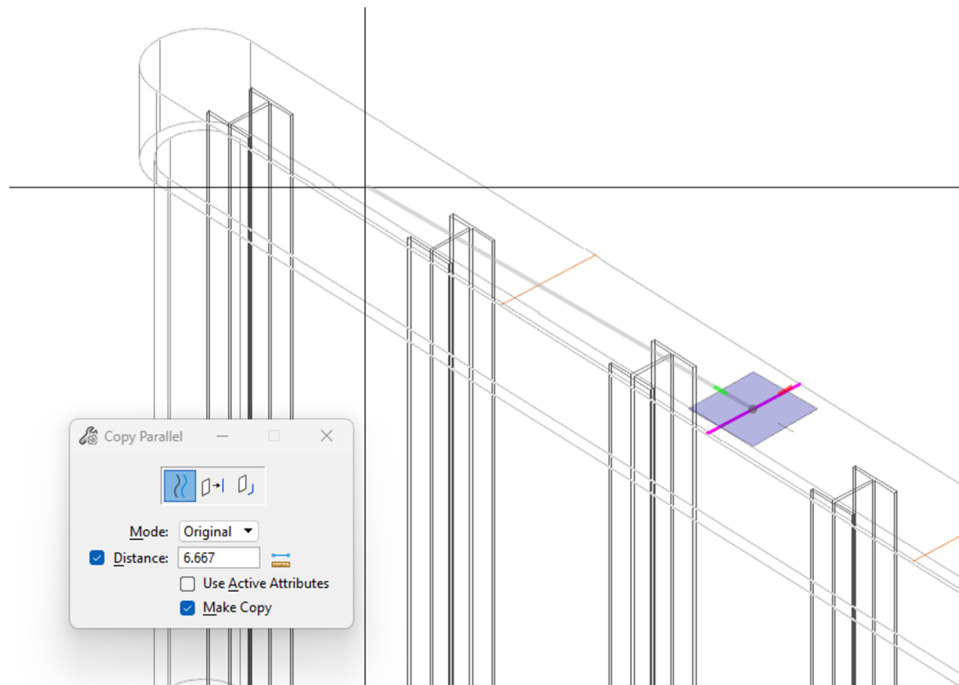 Copy Parallel
Mode: Original
Distance: 6.667
Use Active Attributes
Make Copy